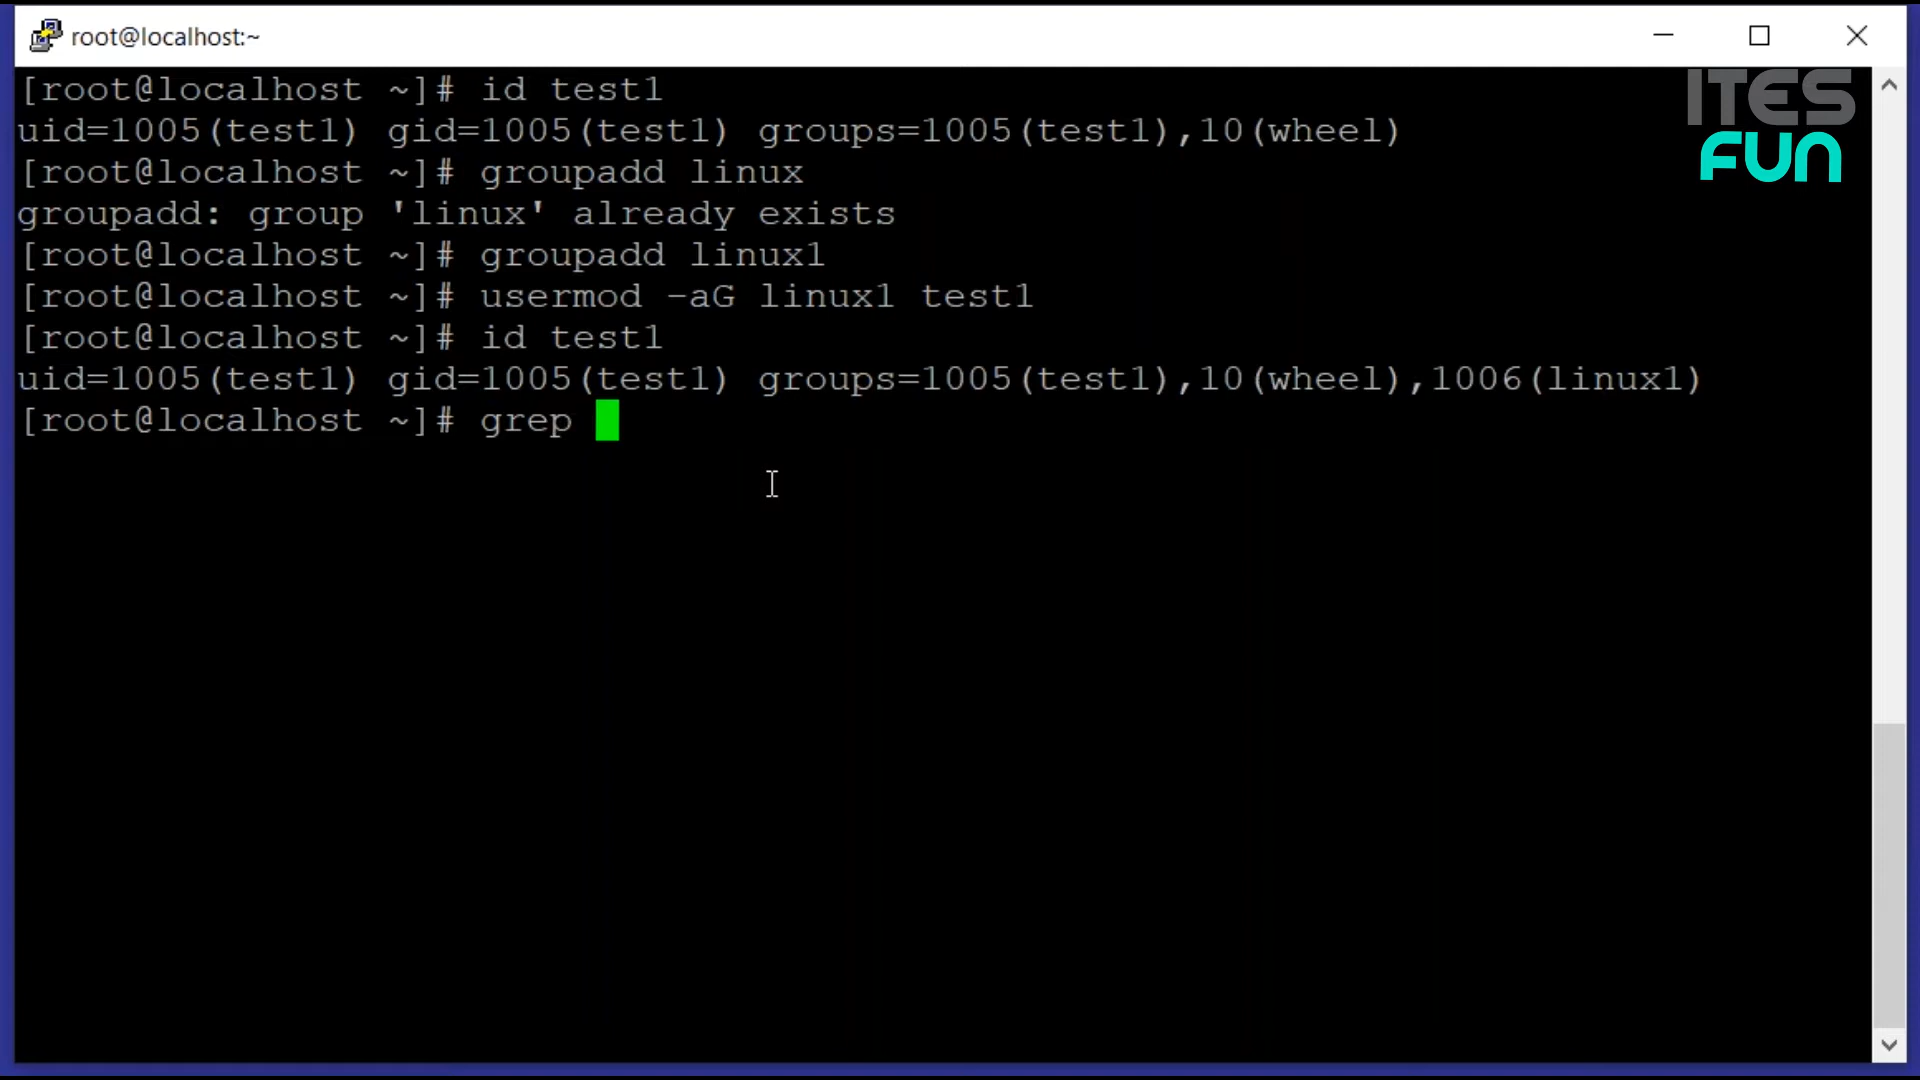 root@localhost:~
ITES
FUN
[root@localhost ~]# id test1
uid=1005(test1) gid=1005(test1) groups=1005(test1),10(wheel)
[root@localhost ~]# groupadd linux
groupadd: group 'linux' already exists
[root@localhost ~]# groupadd linux1
[root@localhost ~]# usermod -aG linux1 test1
[root@localhost ~]# id test1
uid=1005(test1) gid=1005(test1) groups=1005(test1),10(wheel),1006(linux1)
[root@localhost ~]# grep